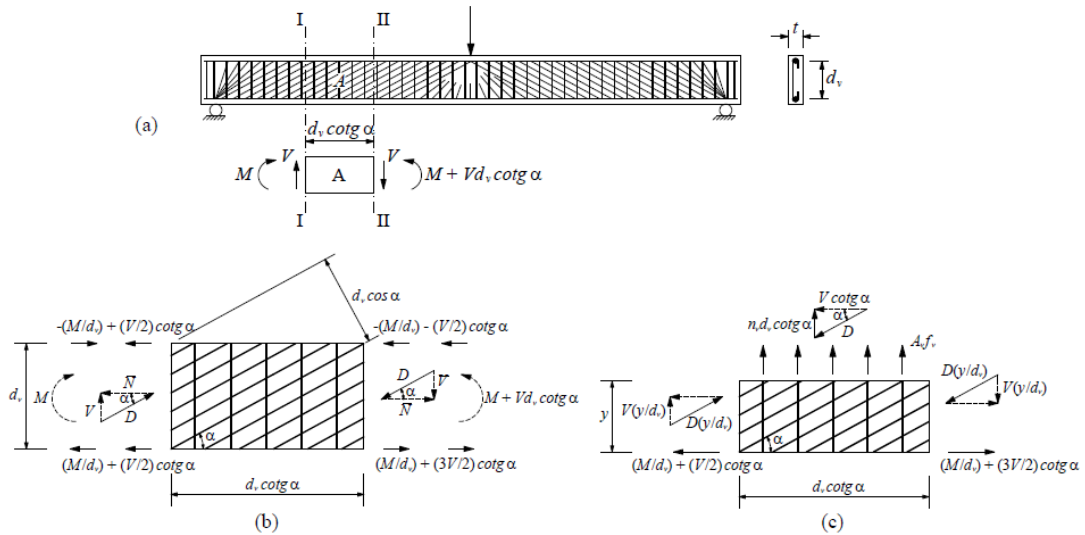 I
II
t
A
d_v
(a)
d_v cotg α
M
V
A
V
M + Vd_v cotg α
I
II
d_v cos α
-(M/d_v) + (V/2) cotg α
-(M/d_v) - (V/2) cotg α
d_v
M
V
N
α
D
D
α
V
N
M + Vd_v cotg α
α
(M/d_v) + (V/2) cotg α
(M/d_v) + (3V/2) cotg α
d_v cotg α
(b)
V cotg α
n_v d_v cotg α
α
D
A_v f_v
y
V(y/d_v)
D(y/d_v)
D(y/d_v)
V(y/d_v)
α
(M/d_v) + (V/2) cotg α
(M/d_v) + (3V/2) cotg α
d_v cotg α
(c)